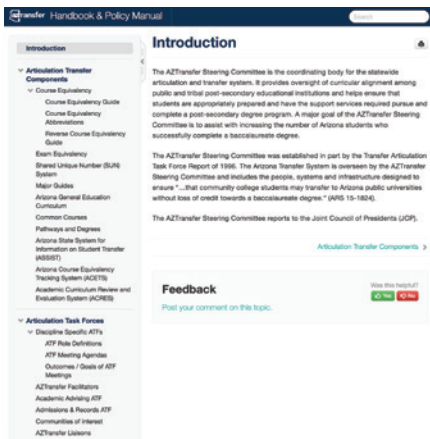 aztransfer Handbook & Policy Manual
Search
Introduction
Articulation Transfer
Components
Course Equivalency
Course Equivalency Guide
Course Equivalency
Abbreviations
Reverse Course Equivalency
Guide
Exam Equivalency
Shared Unique Number (SUN)
System
Major Guides
Arizona General Education
Curriculum
Common Courses
Pathways and Degrees
Arizona State System for
Information on Student Transfer
(ASSIST)
Arizona Course Equivalency
Tracking System (ACETS)
Academic Curriculum Review and
Evaluation System (ACRES)
Articulation Task Forces
Discipline Specific ATFs
ATF Role Definitions
ATF Meeting Agendas
Outcomes / Goals of ATF
Meetings
AZTransfer Facilitators
Academic Advising ATF
Admissions & Records ATF
Communities of Interest
AZTransfer Liaisons
Introduction
The AZTransfer Steering Committee is the coordinating body for the statewide
articulation and transfer system. It provides oversight of curricular alignment among
public and tribal post-secondary educational institutions and helps ensure that
students are appropriately prepared and have the support services required pursue and
complete a post-secondary degree program. A major goal of the AZTransfer Steering
Committee is to assist with increasing the number of Arizona students who
successfully complete a baccalaureate degree.
The AZTransfer Steering Committee was established in part by the Transfer Articulation
Task Force Report of 1996. The Arizona Transfer System is overseen by the AZTransfer
Steering Committee and includes the people, systems and infrastructure designed to
ensure "...that community college students may transfer to Arizona public universities
without loss of credit towards a baccalaureate degree." (ARS 15-1824).
The AZTransfer Steering Committee reports to the Joint Council of Presidents (JCP).
Articulation Transfer Components >
Feedback
Post your comment on this topic.
Was this helpful?
Yes
No